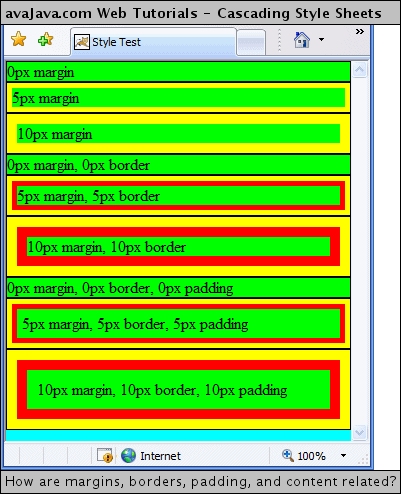 avaJava.com Web Tutorials - Cascading Style Sheets
Style Test
0px margin
5px margin
10px margin
0px margin, 0px border
5px margin, 5px border
10px margin, 10px border
0px margin, 0px border, 0px padding
5px margin, 5px border, 5px padding
10px margin, 10px border, 10px padding
Internet 100%
How are margins, borders, padding, and content related?